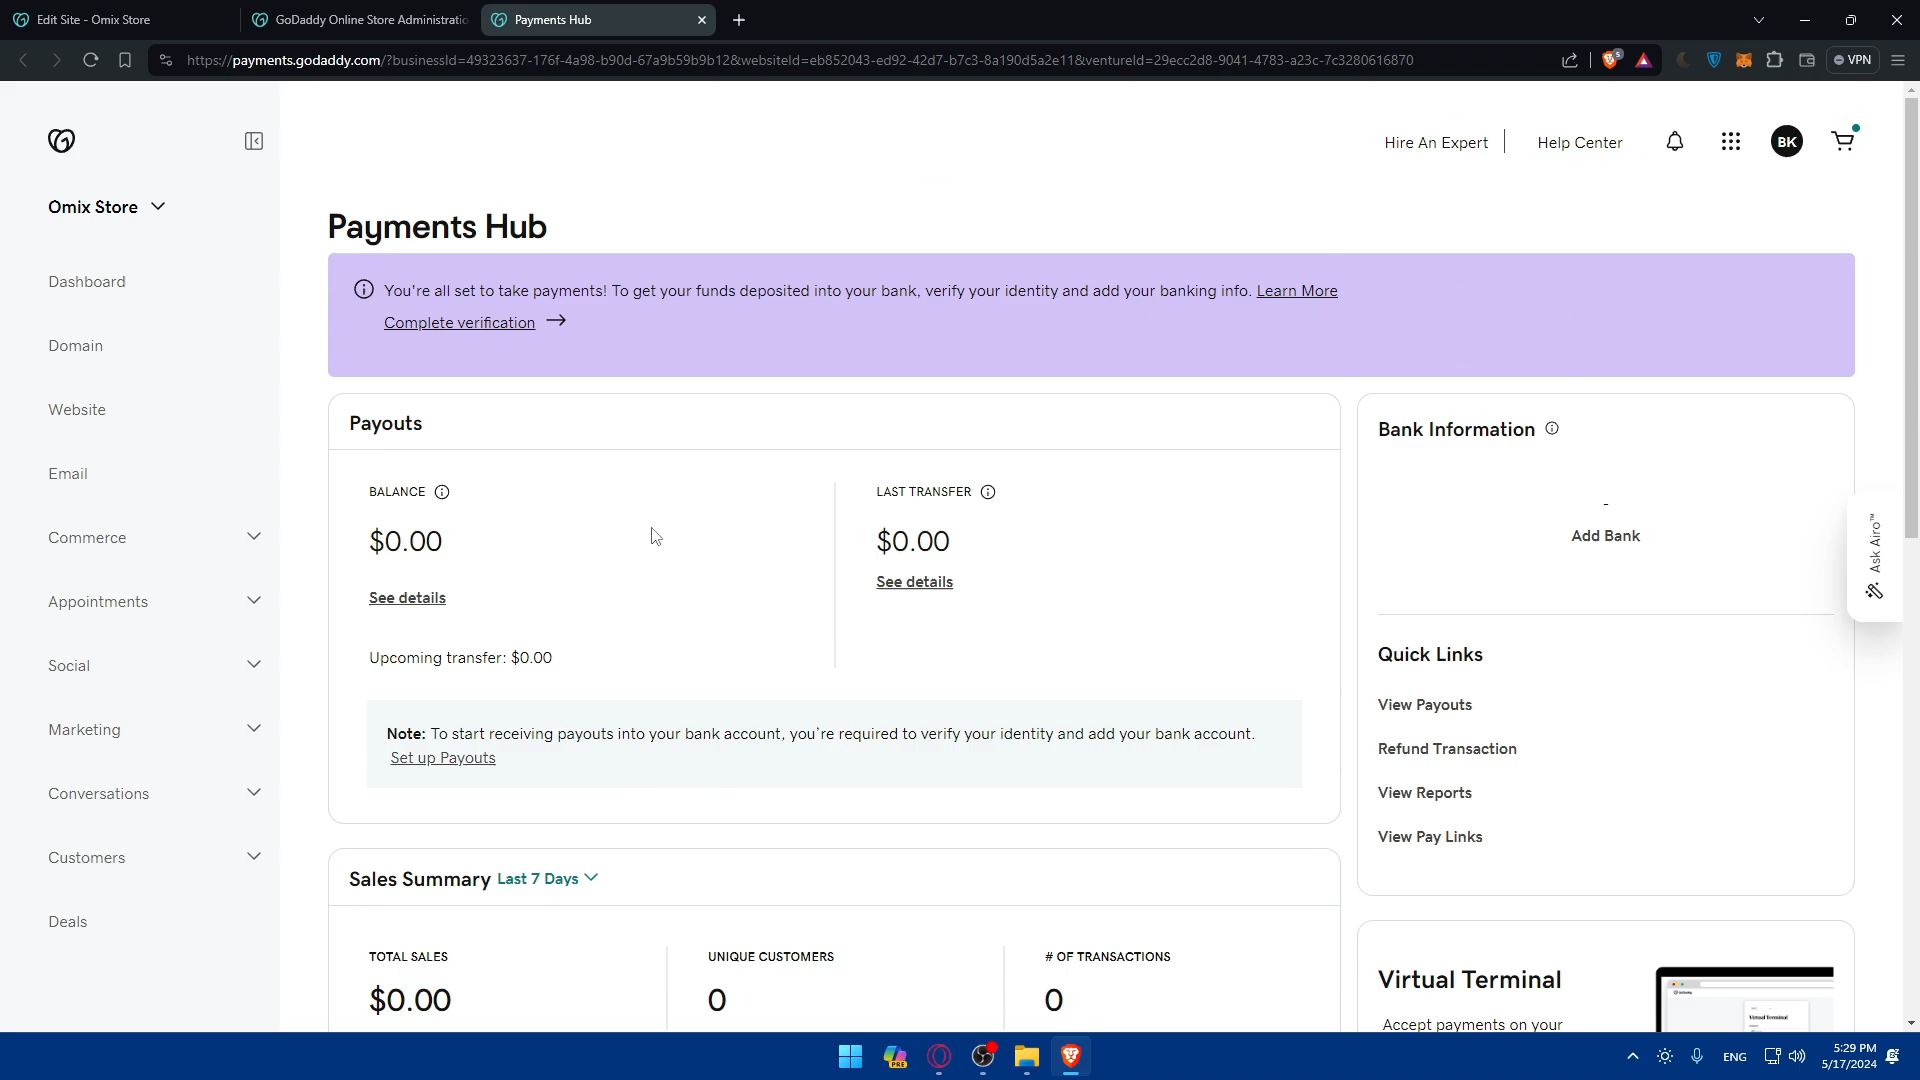 Edit Site - Omix Store
GoDaddy Online Store Administratio
Payments Hub
https://payments.godaddy.com/?businessId=49323637-176f-4a98-b90d-67a9b59b9b12&websiteId=eb852043-ed92-42d7-b7c3-8a190d5a2e11&ventureId=29ecc2d8-9041-4783-a23c-7c3280616870
5
VPN
Hire An Expert
Help Center
BK
Omix Store
Dashboard
Domain
Website
Email
Commerce
Appointments
Social
Marketing
Conversations
Customers
Deals
Payments Hub
You're all set to take payments! To get your funds deposited into your bank, verify your identity and add your banking info. Learn More
Complete verification
Payouts
BALANCE
$0.00
See details
Upcoming transfer: $0.00
LAST TRANSFER
$0.00
See details
Note: To start receiving payouts into your bank account, you're required to verify your identity and add your bank account.
Set up Payouts
Sales Summary Last 7 Days
TOTAL SALES
$0.00
UNIQUE CUSTOMERS
0
# OF TRANSACTIONS
0
Bank Information
-
Add Bank
Quick Links
View Payouts
Refund Transaction
View Reports
View Pay Links
Virtual Terminal
Accept payments on your
Virtual Terminal
Ask Airo™
PRE
ENG
5:29 PM
5/17/2024